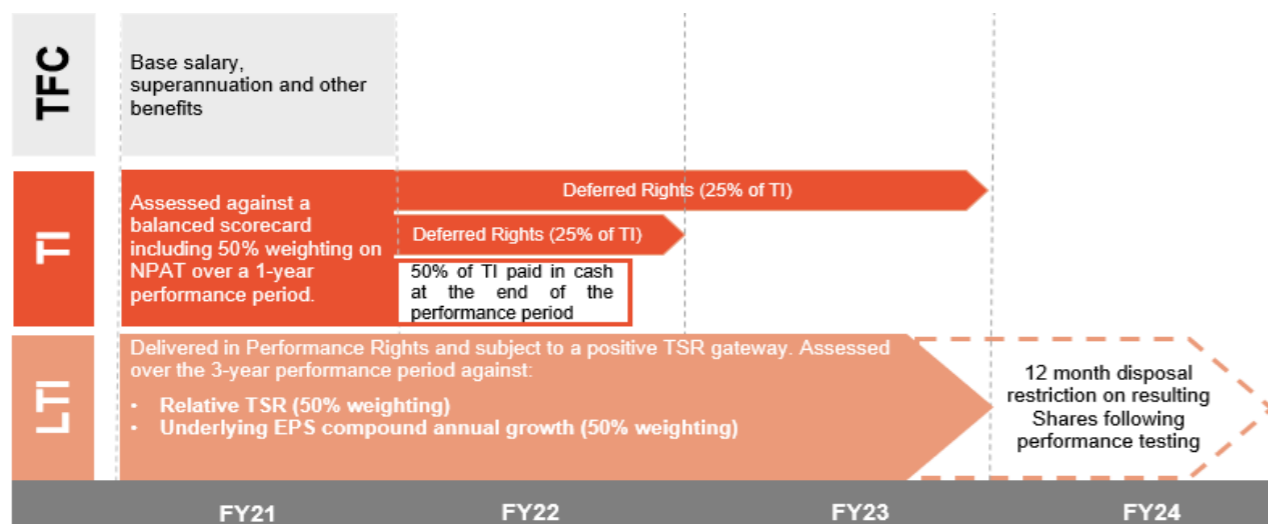 TFC
Base salary,
superannuation and other
benefits
TI
Assessed against a
balanced scorecard
including 50% weighting on
NPAT over a 1-year
performance period.
Deferred Rights (25% of TI)
Deferred Rights (25% of TI)
50% of TI paid in cash
at the end of the
performance period
LTI
Delivered in Performance Rights and subject to a positive TSR gateway. Assessed
over the 3-year performance period against:
• Relative TSR (50% weighting)
• Underlying EPS compound annual growth (50% weighting)
12 month disposal
restriction on resulting
Shares following
performance testing
FY21 FY22 FY23 FY24